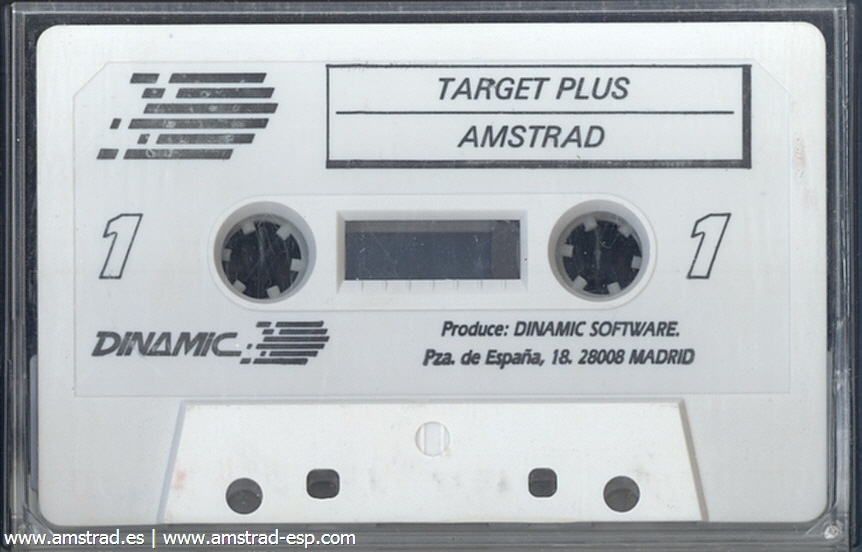 TARGET PLUS
AMSTRAD
1
1
DINAMIC
Produce: DINAMIC SOFTWARE.
Pza. de España, 18. 28008 MADRID
www.amstrad.es | www.amstrad-esp.com